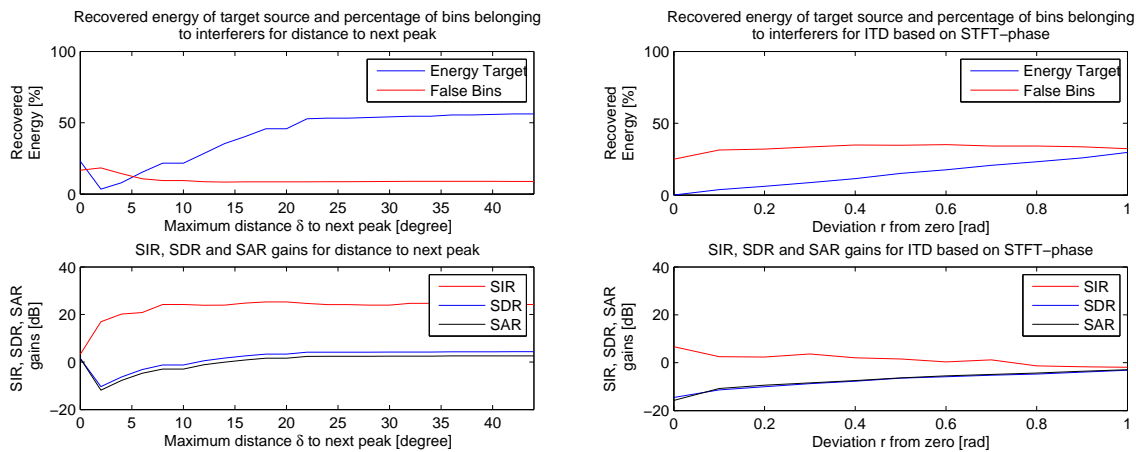 Recovered energy of target source and percentage of bins belonging
to interferers for distance to next peak
100
50
0
Recovered
Energy [%]
Energy Target
False Bins
0 5 10 15 20 25 30 35 40
Maximum distance δ to next peak [degree]
SIR, SDR and SAR gains for distance to next peak
40
20
0
−20
SIR, SDR, SAR
gains [dB]
SIR
SDR
SAR
0 5 10 15 20 25 30 35 40
Maximum distance δ to next peak [degree]
Recovered energy of target source and percentage of bins belonging
to interferers for ITD based on STFT−phase
100
50
0
Recovered
Energy [%]
Energy Target
False Bins
0 0.2 0.4 0.6 0.8 1
Deviation r from zero [rad]
SIR, SDR and SAR gains for ITD based on STFT−phase
40
20
0
−20
SIR, SDR, SAR
gains [dB]
SIR
SDR
SAR
0 0.2 0.4 0.6 0.8 1
Deviation r from zero [rad]